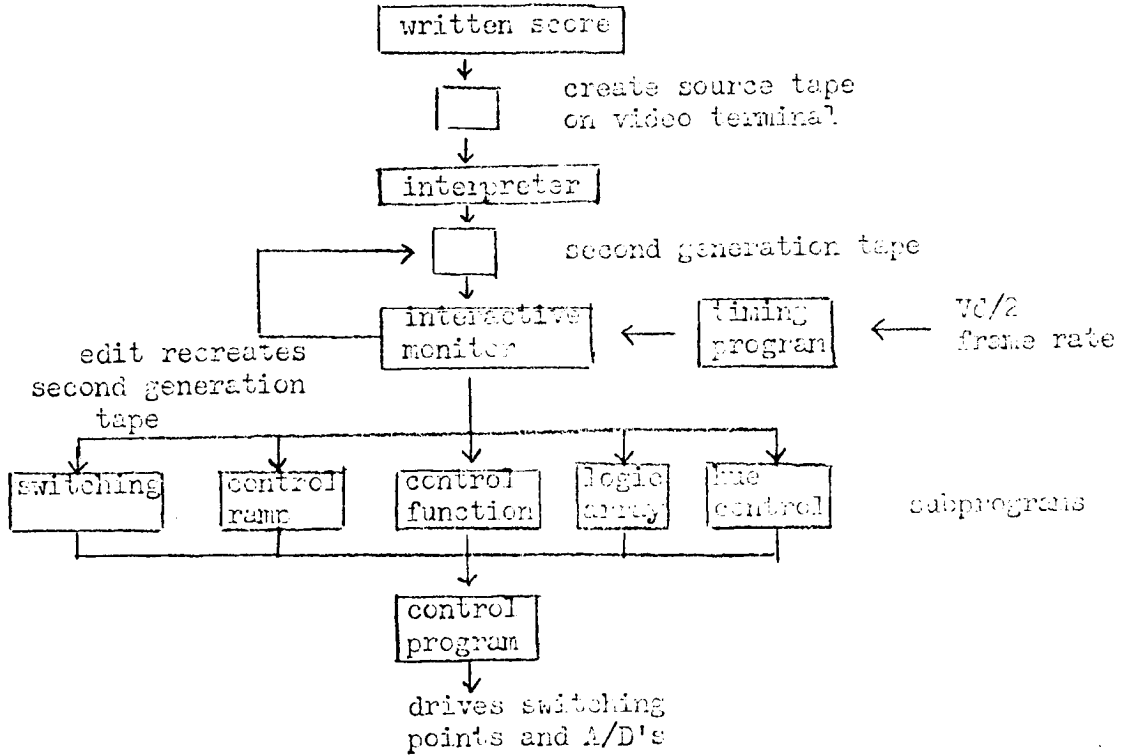 written score
create source tape
on video terminal
interpreter
second generation tape
interactive
monitor
timing
program
VC/2
frame rate
edit recreates
second generation
tape
switching
control
ramp
control
function
logic
array
hue
control
subprograms
control
program
drives switching
points and A/D's